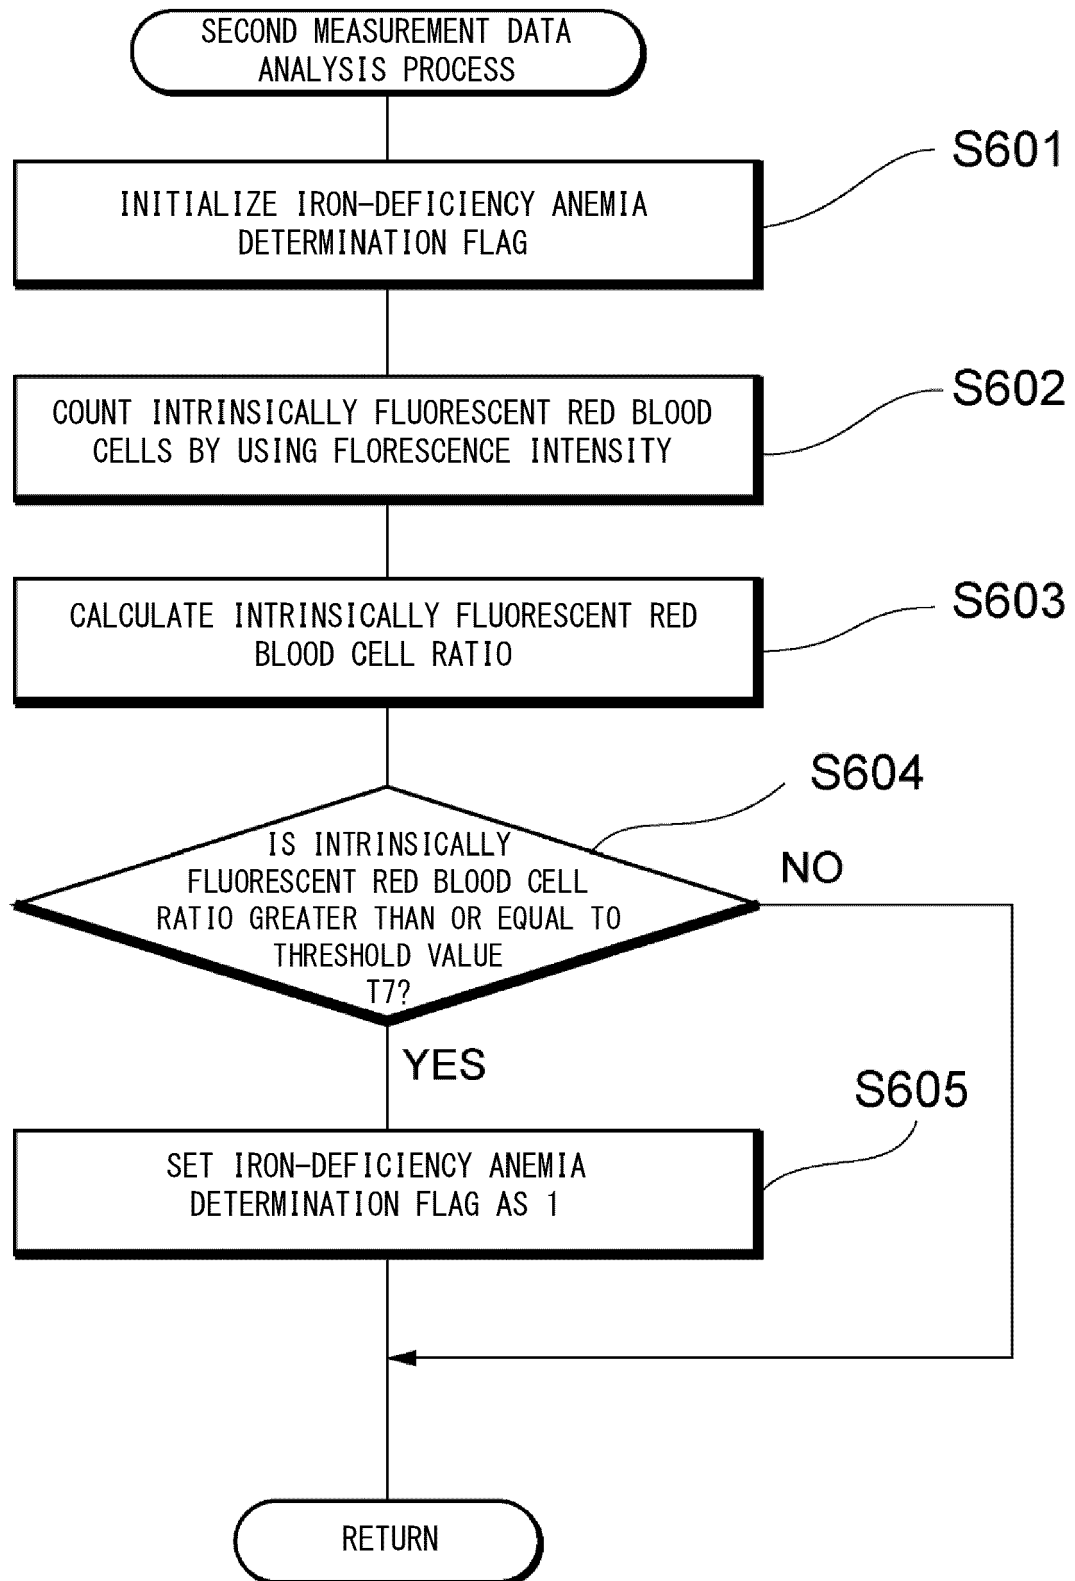 SECOND MEASUREMENT DATA
ANALYSIS PROCESS
S601
INITIALIZE IRON-DEFICIENCY ANEMIA
DETERMINATION FLAG
S602
COUNT INTRINSICALLY FLUORESCENT RED BLOOD
CELLS BY USING FLORESCENCE INTENSITY
S603
CALCULATE INTRINSICALLY FLUORESCENT RED
BLOOD CELL RATIO
S604
IS INTRINSICALLY
FLUORESCENT RED BLOOD CELL
RATIO GREATER THAN OR EQUAL TO
THRESHOLD VALUE
T7?
NO
YES
S605
SET IRON-DEFICIENCY ANEMIA
DETERMINATION FLAG AS 1
RETURN